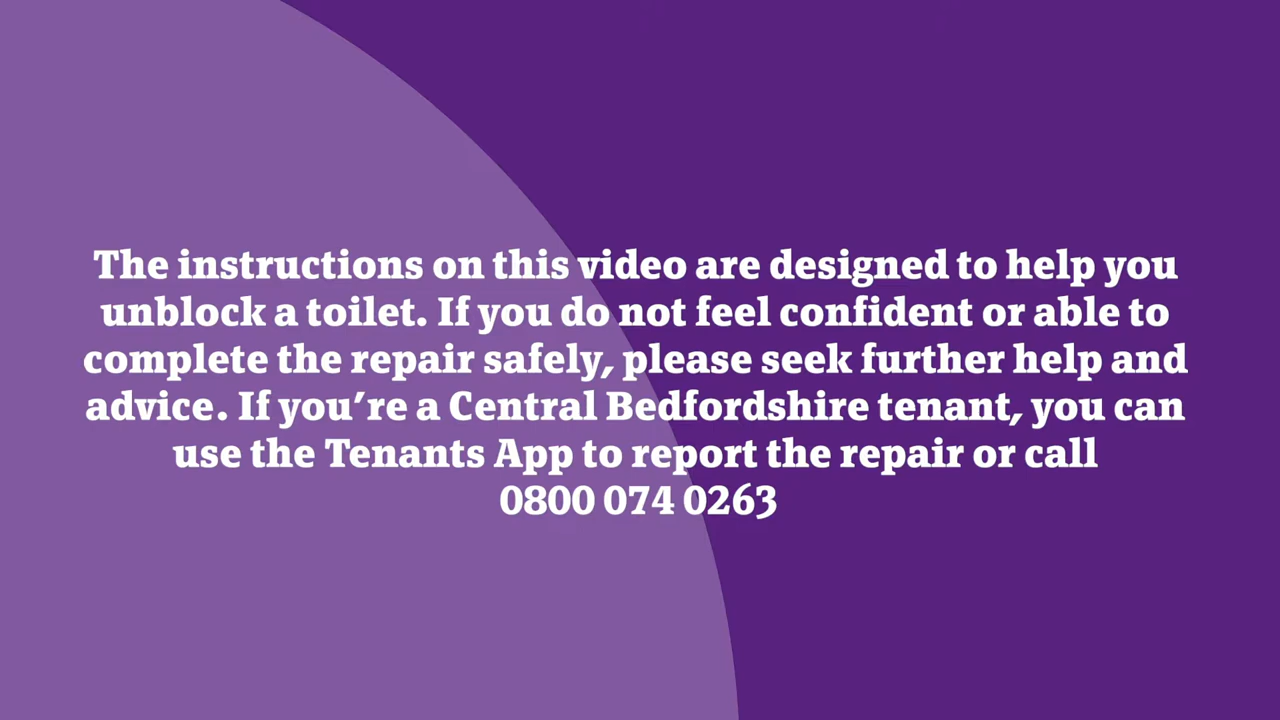 The instructions on this video are designed to help you
unblock a toilet. If you do not feel confident or able to
complete the repair safely, please seek further help and
advice. If you’re a Central Bedfordshire tenant, you can
use the Tenants App to report the repair or call
0800 074 0263